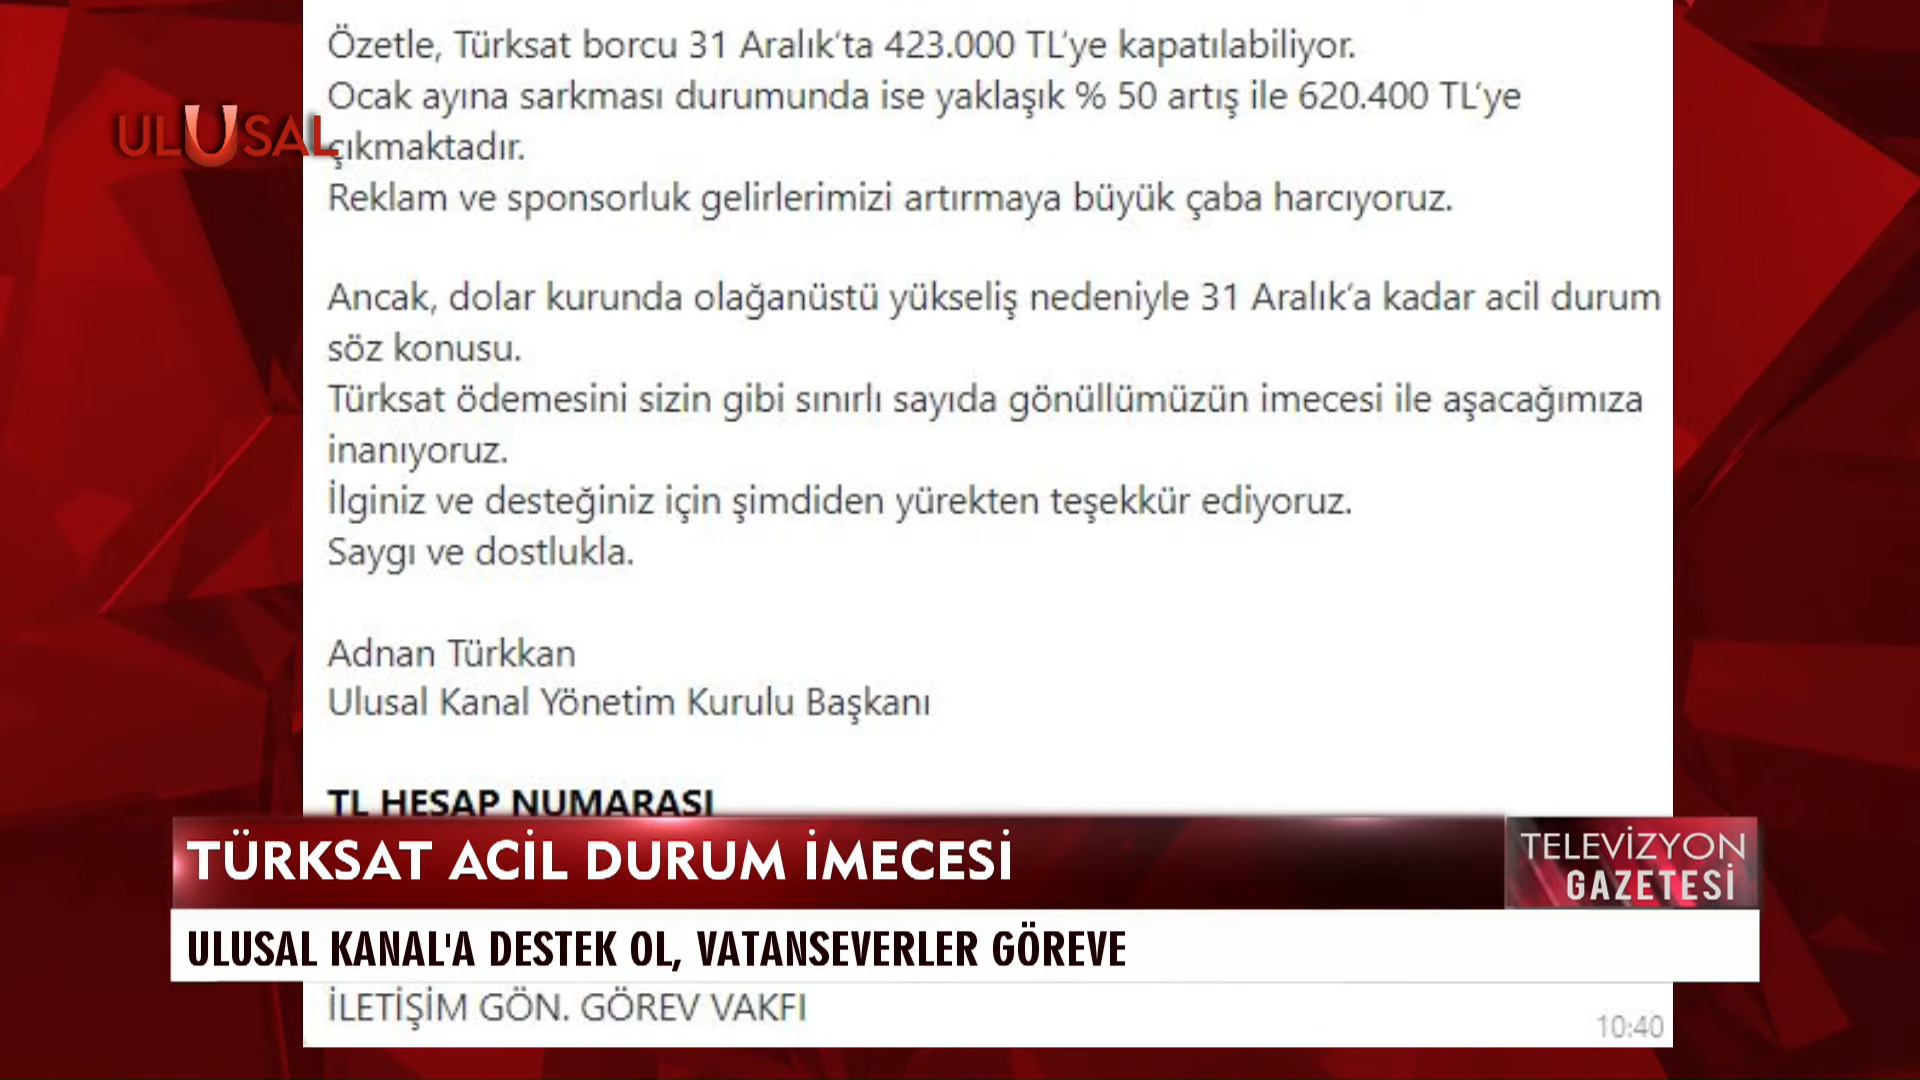 Özetle, Türksat borcu 31 Aralık'ta 423.000 TL'ye kapatılabiliyor.
Ocak ayına sarkması durumunda ise yaklaşık % 50 artış ile 620.400 TL'ye
çıkmaktadır.
ULUSAL
Reklam ve sponsorluk gelirlerimizi artırmaya büyük çaba harcıyoruz.
Ancak, dolar kurunda olağanüstü yükseliş nedeniyle 31 Aralık'a kadar acil durum
söz konusu.
Türksat ödemesini sizin gibi sınırlı sayıda gönüllümüzün imecesi ile aşacağımıza
inanıyoruz.
İlginiz ve desteğiniz için şimdiden yürekten teşekkür ediyoruz.
Saygı ve dostlukla.
Adnan Türkkan
Ulusal Kanal Yönetim Kurulu Başkanı
TL HESAP NUMARASI
TÜRKSAT ACİL DURUM İMECESİ
TELEVİZYON
GAZETESİ
ULUSAL KANAL'A DESTEK OL, VATANSEVERLER GÖREVE
İLETİŞİM GÖN. GÖREV VAKFI
10:40